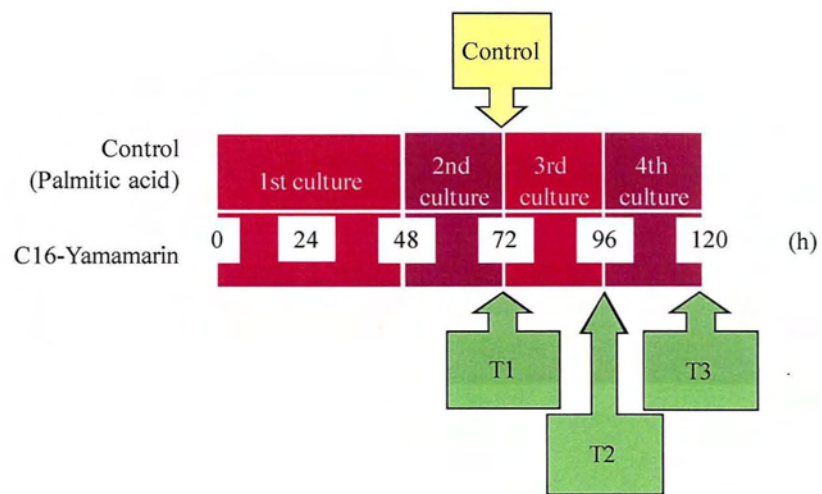 Control
Control
(Palmitic acid)
1st culture
2nd
culture
3rd
culture
4th
culture
0 24 48 72 96 120 (h)
C16-Yamamarin
T1
T3
T2